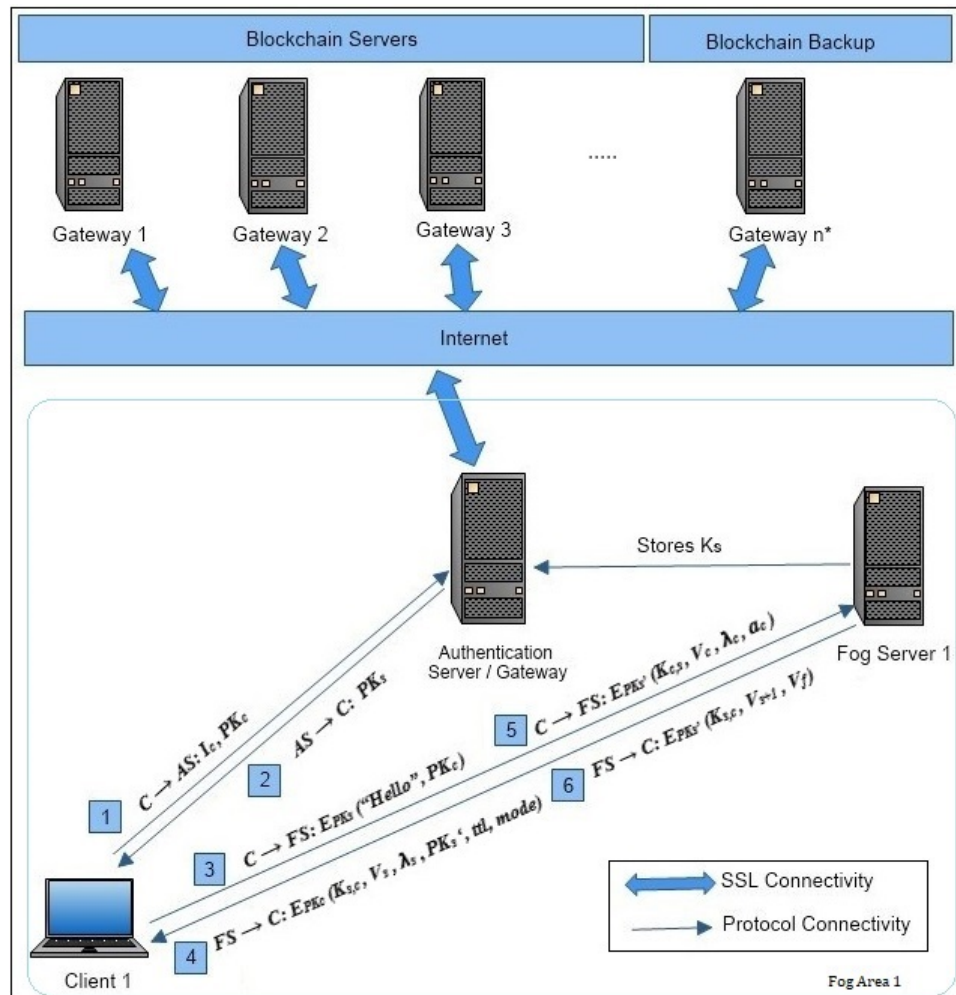 Blockchain Servers
Blockchain Backup
.....
Gateway 1
Gateway 2
Gateway 3
Gateway n*
Internet
Stores Ks
Authentication
Server / Gateway
Fog Server 1
5
C → FS: EPKs' (Kc,s, Vc, λc, ac)
1
C → AS: Ic, PKc
2
AS → C: PKs
6
FS → C: EPKs' (Ks,c, Vs+1, Vf)
3
C → FS: EPKs (“Hello”, PKc)
4
FS → C: EPKc (Ks,c, Vs, λs, PKs‘, ttl, mode)
Client 1
SSL Connectivity
Protocol Connectivity
Fog Area 1